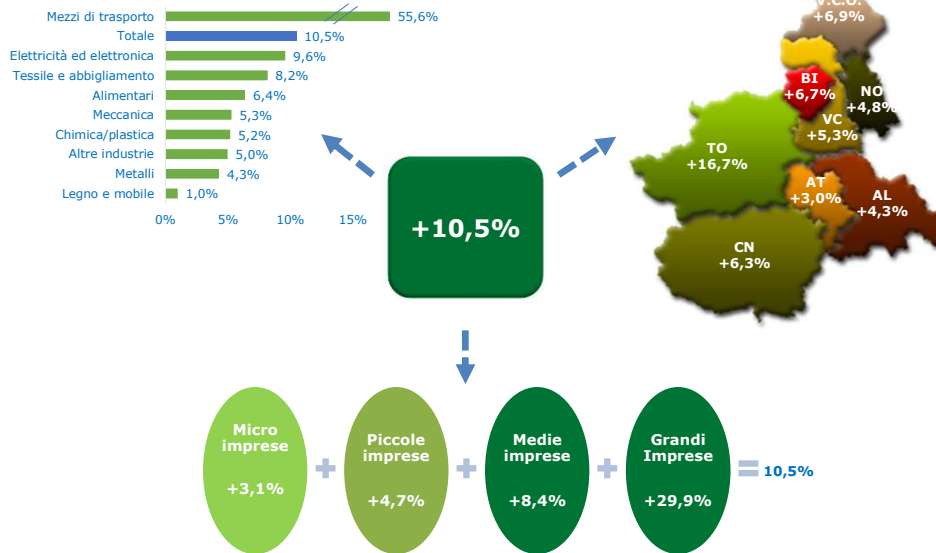 Mezzi di trasporto 55,6%
Totale 10,5%
Elettricità ed elettronica 9,6%
Tessile e abbigliamento 8,2%
Alimentari 6,4%
Meccanica 5,3%
Chimica/plastica 5,2%
Altre industrie 5,0%
Metalli 4,3%
Legno e mobile 1,0%
0% 5% 10% 15%
+10,5%
V.C.O.
+6,9%
BI
+6,7%
NO
+4,8%
VC
+5,3%
TO
+16,7%
AT
+3,0%
AL
+4,3%
CN
+6,3%
Micro
imprese
+3,1%
+
Piccole
imprese
+4,7%
+
Medie
imprese
+8,4%
+
Grandi
Imprese
+29,9%
= 10,5%